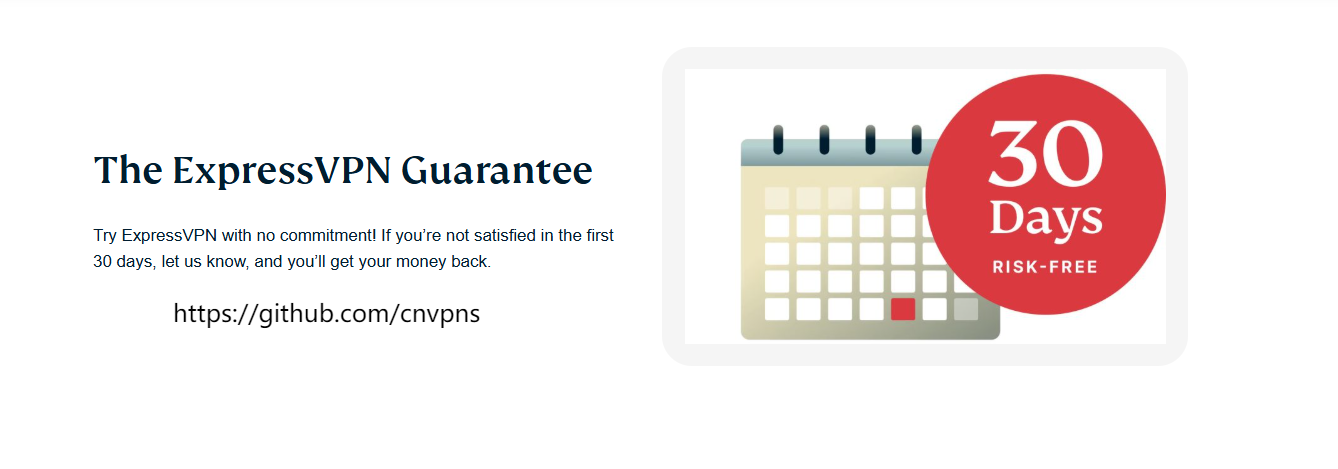 The ExpressVPN Guarantee
Try ExpressVPN with no commitment! If you’re not satisfied in the first
30 days, let us know, and you’ll get your money back.
https://github.com/cnvpns
30
Days
RISK-FREE